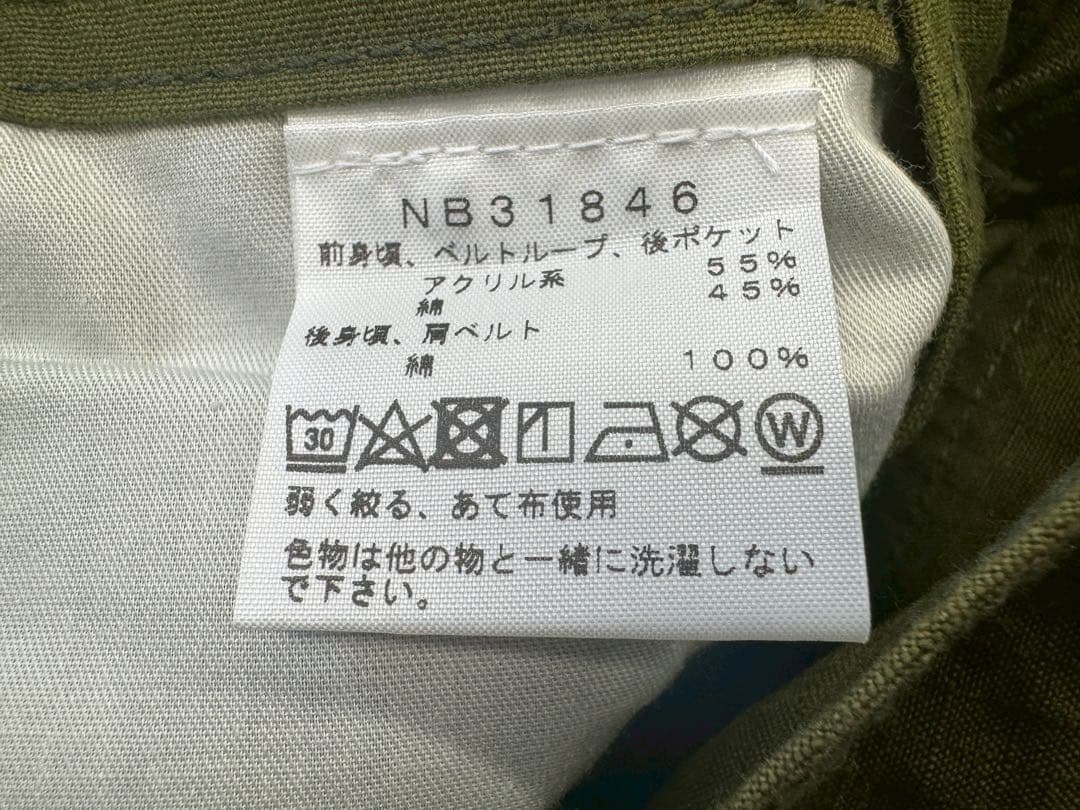 NB31846
前身頃、ベルトループ、後ポケット
アクリル系 55%
綿 45%
後身頃、肩ベルト
綿 100%
30 W
弱く絞る、あて布使用
色物は他の物と一緒に洗濯しない
で下さい。